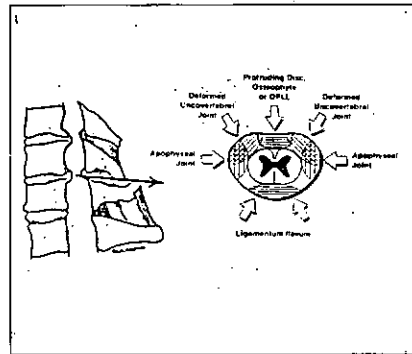 Protruding Disc,
Osteophyte
or OPLL
Deformed
Uncovertebral
Joint
Deformed
Uncovertebral
Joint
Apophyseal
Joint
Apophyseal
Joint
Ligamentum flavum